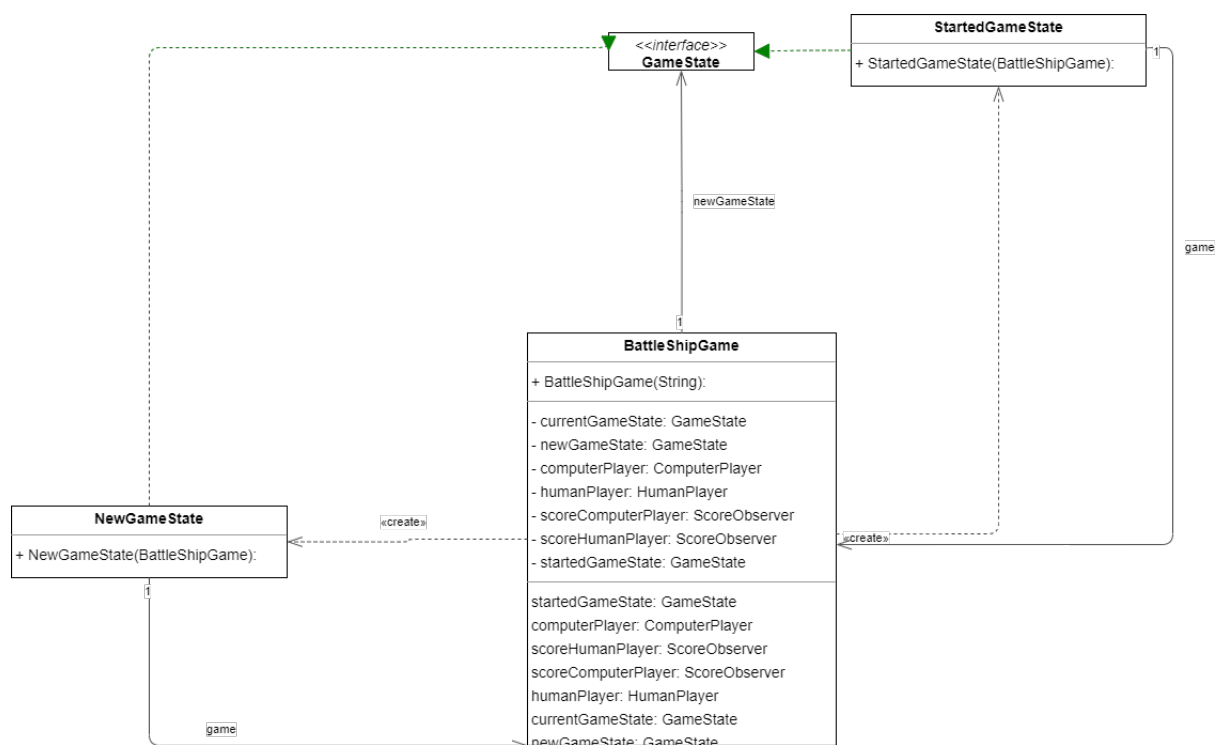 <<interface>>
GameState
StartedGameState
1
+ StartedGameState(BattleShipGame):
newGameState
game
1
BattleShipGame
+ BattleShipGame(String):
- currentGameState: GameState
- newGameState: GameState
- computerPlayer: ComputerPlayer
- humanPlayer: HumanPlayer
- scoreComputerPlayer: ScoreObserver
- scoreHumanPlayer: ScoreObserver
- startedGameState: GameState
«create»
NewGameState
+ NewGameState(BattleShipGame):
«create»
1
startedGameState: GameState
computerPlayer: ComputerPlayer
scoreHumanPlayer: ScoreObserver
scoreComputerPlayer: ScoreObserver
humanPlayer: HumanPlayer
currentGameState: GameState
newGameState: GameState
game